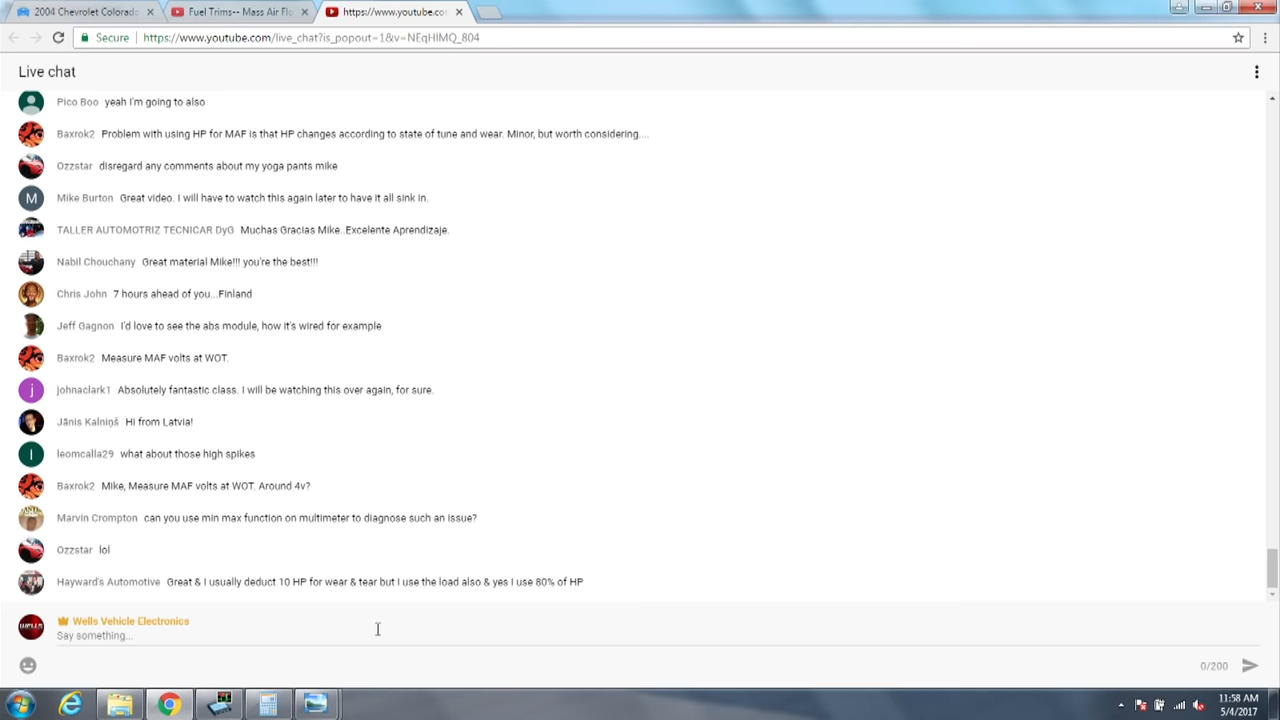 2004 Chevrolet Colorado
Fuel Trims-- Mass Air Flo
https://www.youtube.co
Secure
https://www.youtube.com/live_chat?is_popout=1&v=NEqHIMQ_804
Live chat
Pico Boo yeah I'm going to also
Baxrok2 Problem with using HP for MAF is that HP changes according to state of tune and wear. Minor, but worth considering....
Ozzstar disregard any comments about my yoga pants mike
M Mike Burton Great video. I will have to watch this again later to have it all sink in.
TALLER AUTOMOTRIZ TECNICAR DyG Muchas Gracias Mike..Excelente Aprendizaje.
Nabil Chouchany Great material Mike!!! you're the best!!!
Chris John 7 hours ahead of you...Finland
Jeff Gagnon I'd love to see the abs module, how it's wired for example
Baxrok2 Measure MAF volts at WOT.
j johnaclark1 Absolutely fantastic class. I will be watching this over again, for sure.
Jānis Kalniņš Hi from Latvia!
l leomcalla29 what about those high spikes
Baxrok2 Mike, Measure MAF volts at WOT. Around 4v?
Marvin Crompton can you use min max function on multimeter to diagnose such an issue?
Ozzstar lol
Hayward's Automotive Great & I usually deduct 10 HP for wear & tear but I use the load also & yes I use 80% of HP
WELLS Wells Vehicle Electronics
Say something...
0/200
11:58 AM
5/4/2017